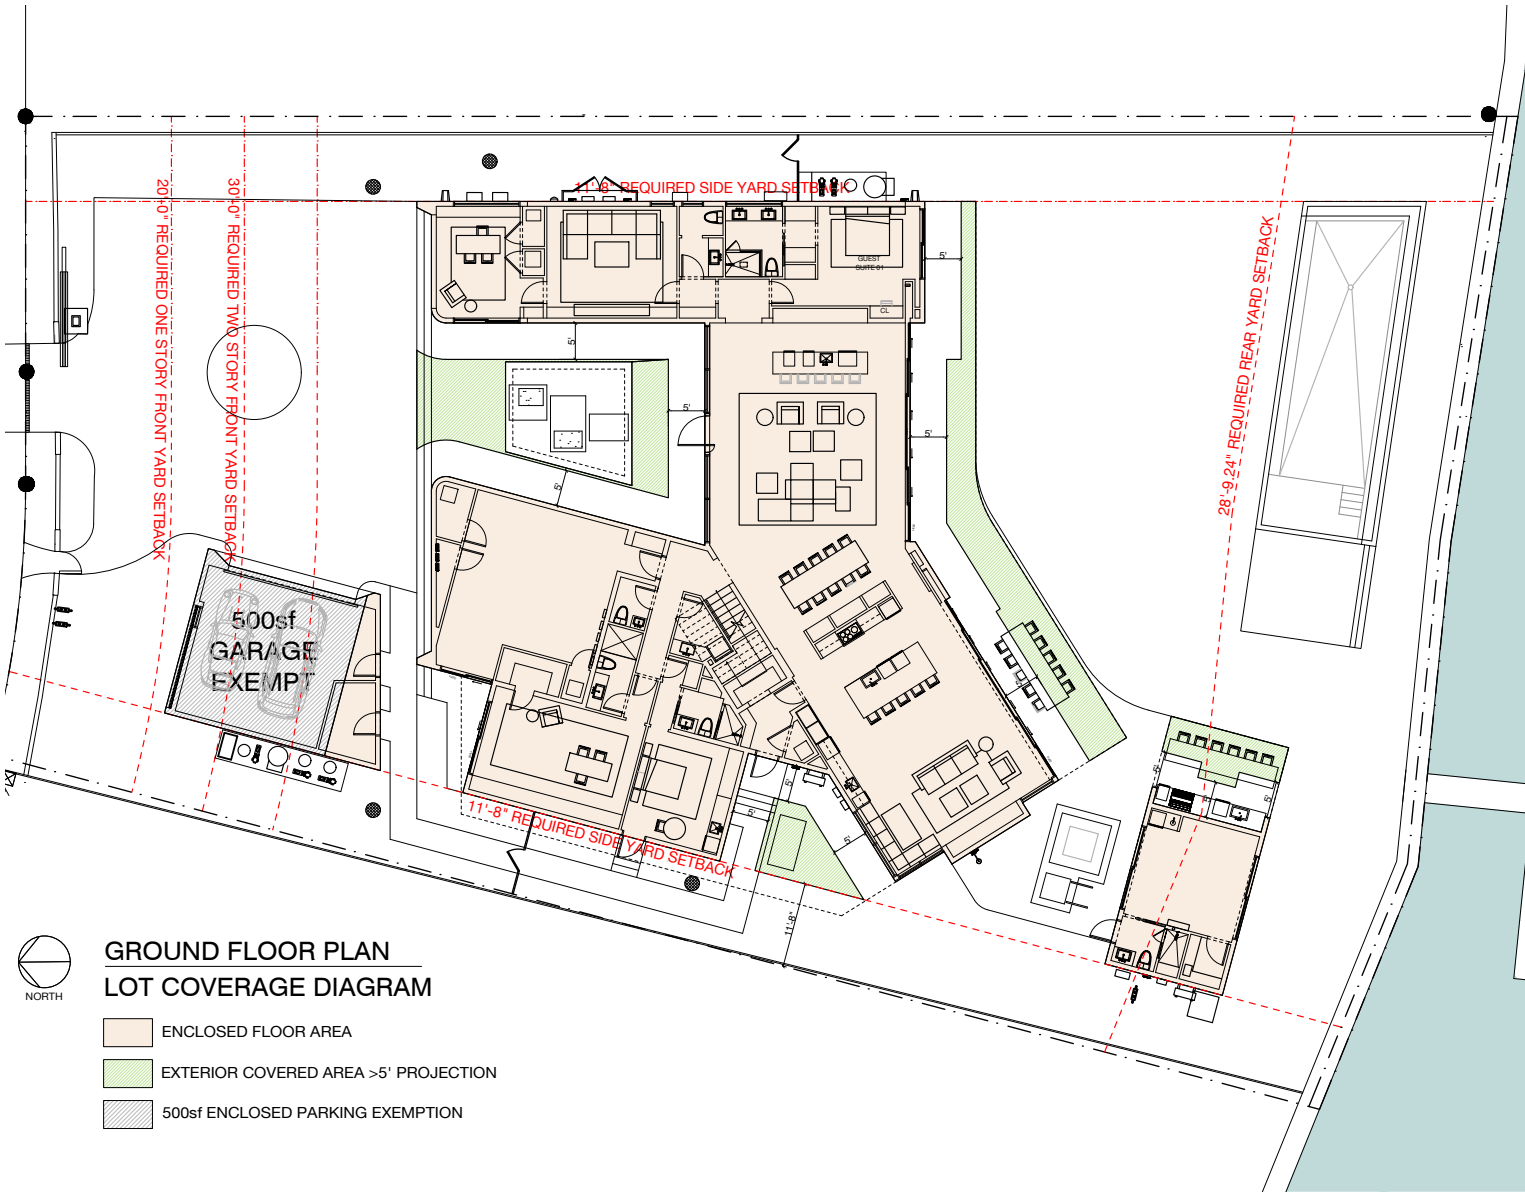 11'-8" REQUIRED SIDE YARD SETBACK
20'-0" REQUIRED ONE STORY FRONT YARD SETBACK
30'-0" REQUIRED TWO STORY FRONT YARD SETBACK
28'-9.24" REQUIRED REAR YARD SETBACK
GUEST
SUITE 01
CL
5'
5'
5'
5'
5'
500sf
GARAGE
EXEMPT
5'
5'
5'
5'
5'
11'-8" REQUIRED SIDE YARD SETBACK
11'-8"
NORTH
GROUND FLOOR PLAN
LOT COVERAGE DIAGRAM
ENCLOSED FLOOR AREA
EXTERIOR COVERED AREA >5' PROJECTION
500sf ENCLOSED PARKING EXEMPTION